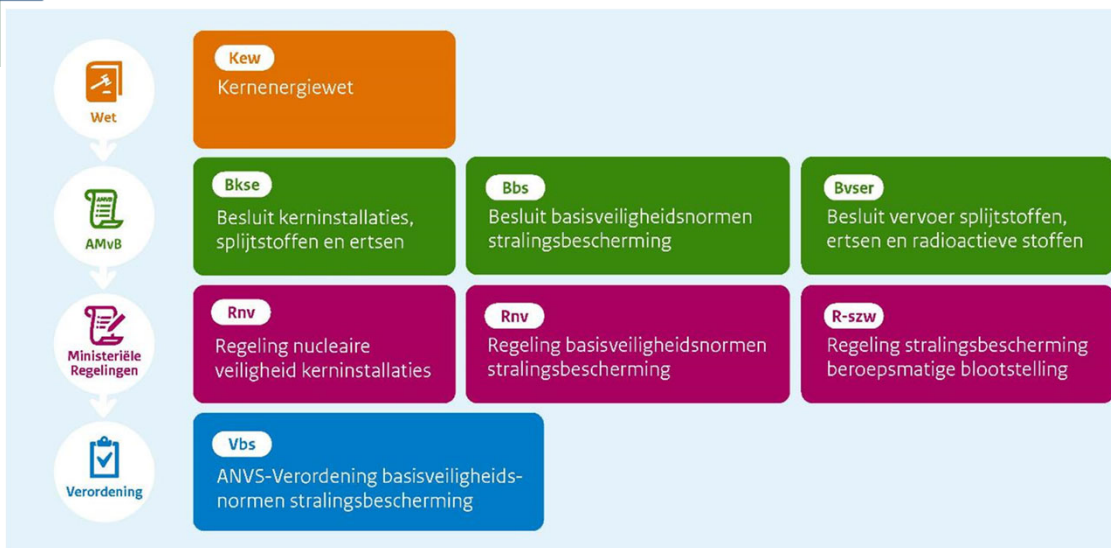 Wet
Kew
Kernenergiewet
AMVB
AMvB
Bkse
Besluit kerninstallaties,
splijtstoffen en ertsen
Bbs
Besluit basisveiligheidsnormen
stralingsbescherming
Bvser
Besluit vervoer splijtstoffen,
ertsen en radioactieve stoffen
Ministeriële
Regelingen
Rnv
Regeling nucleaire
veiligheid kerninstallaties
Rnv
Regeling basisveiligheidsnormen
stralingsbescherming
R-szw
Regeling stralingsbescherming
beroepsmatige blootstelling
Verordening
Vbs
ANVS-Verordening basisveiligheids-
normen stralingsbescherming